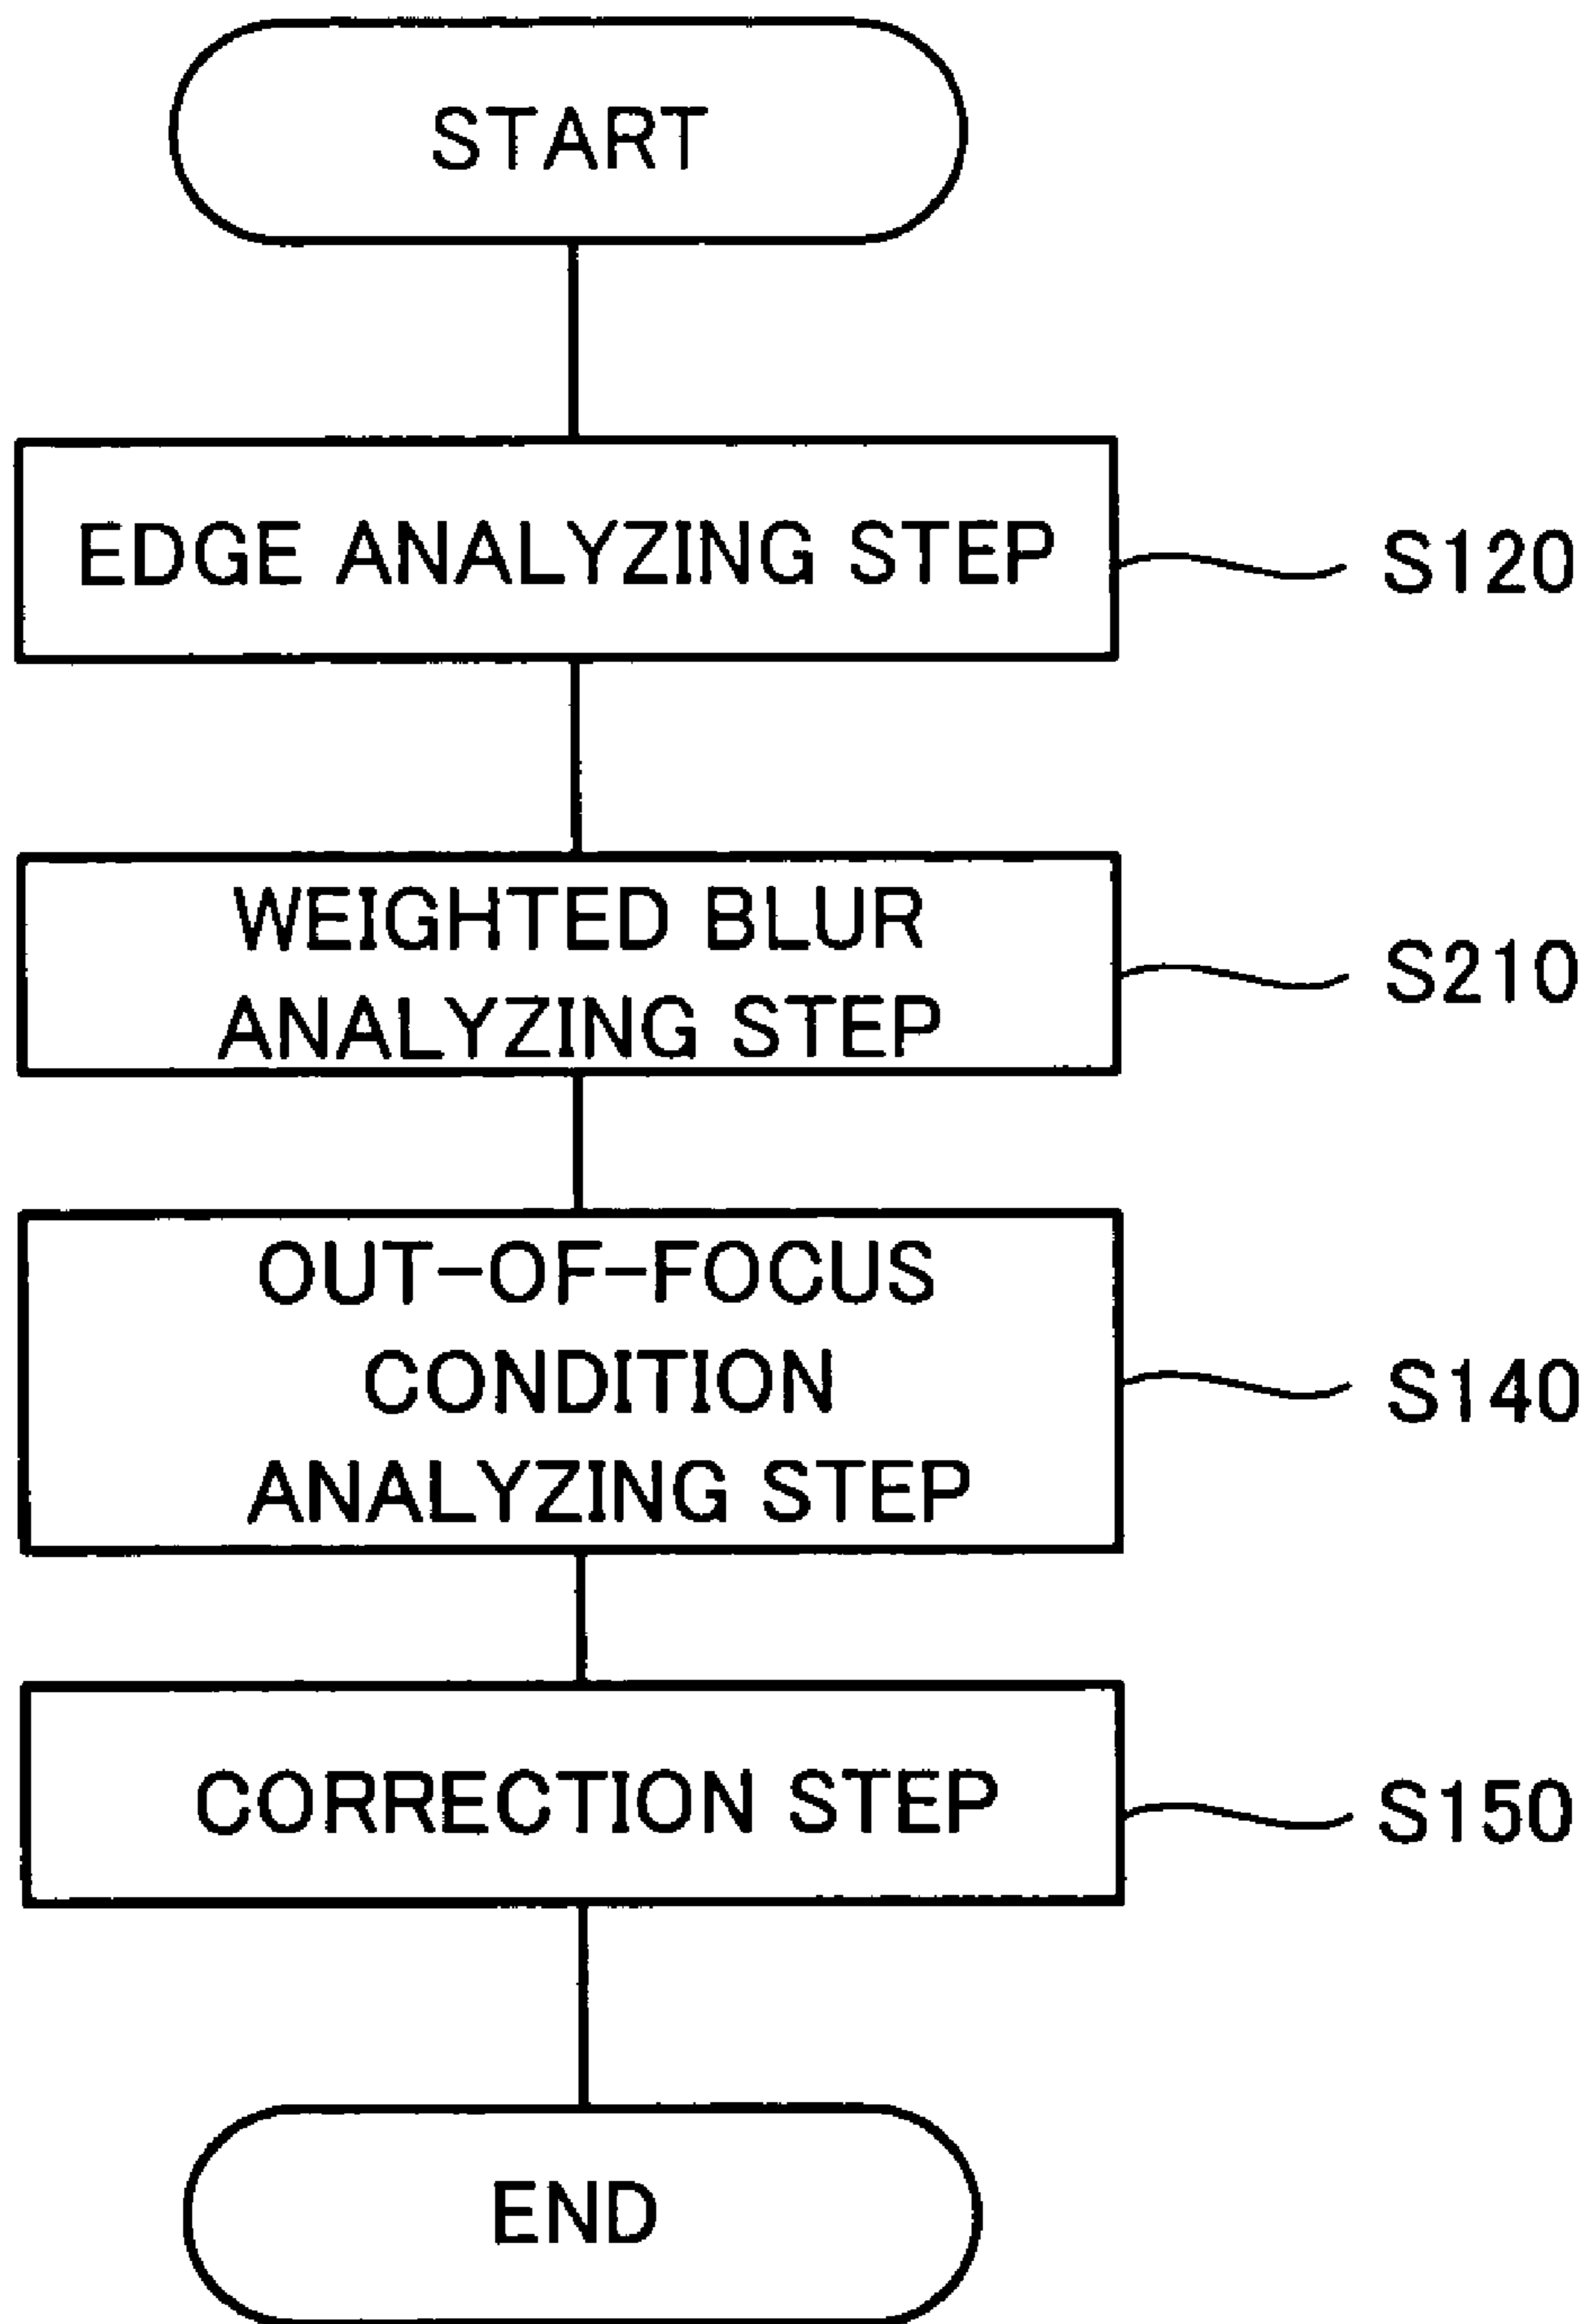 START
EDGE ANALYZING STEP
S120
WEIGHTED BLUR
ANALYZING STEP
S210
OUT-OF-FOCUS
CONDITION
ANALYZING STEP
S140
CORRECTION STEP
S150
END